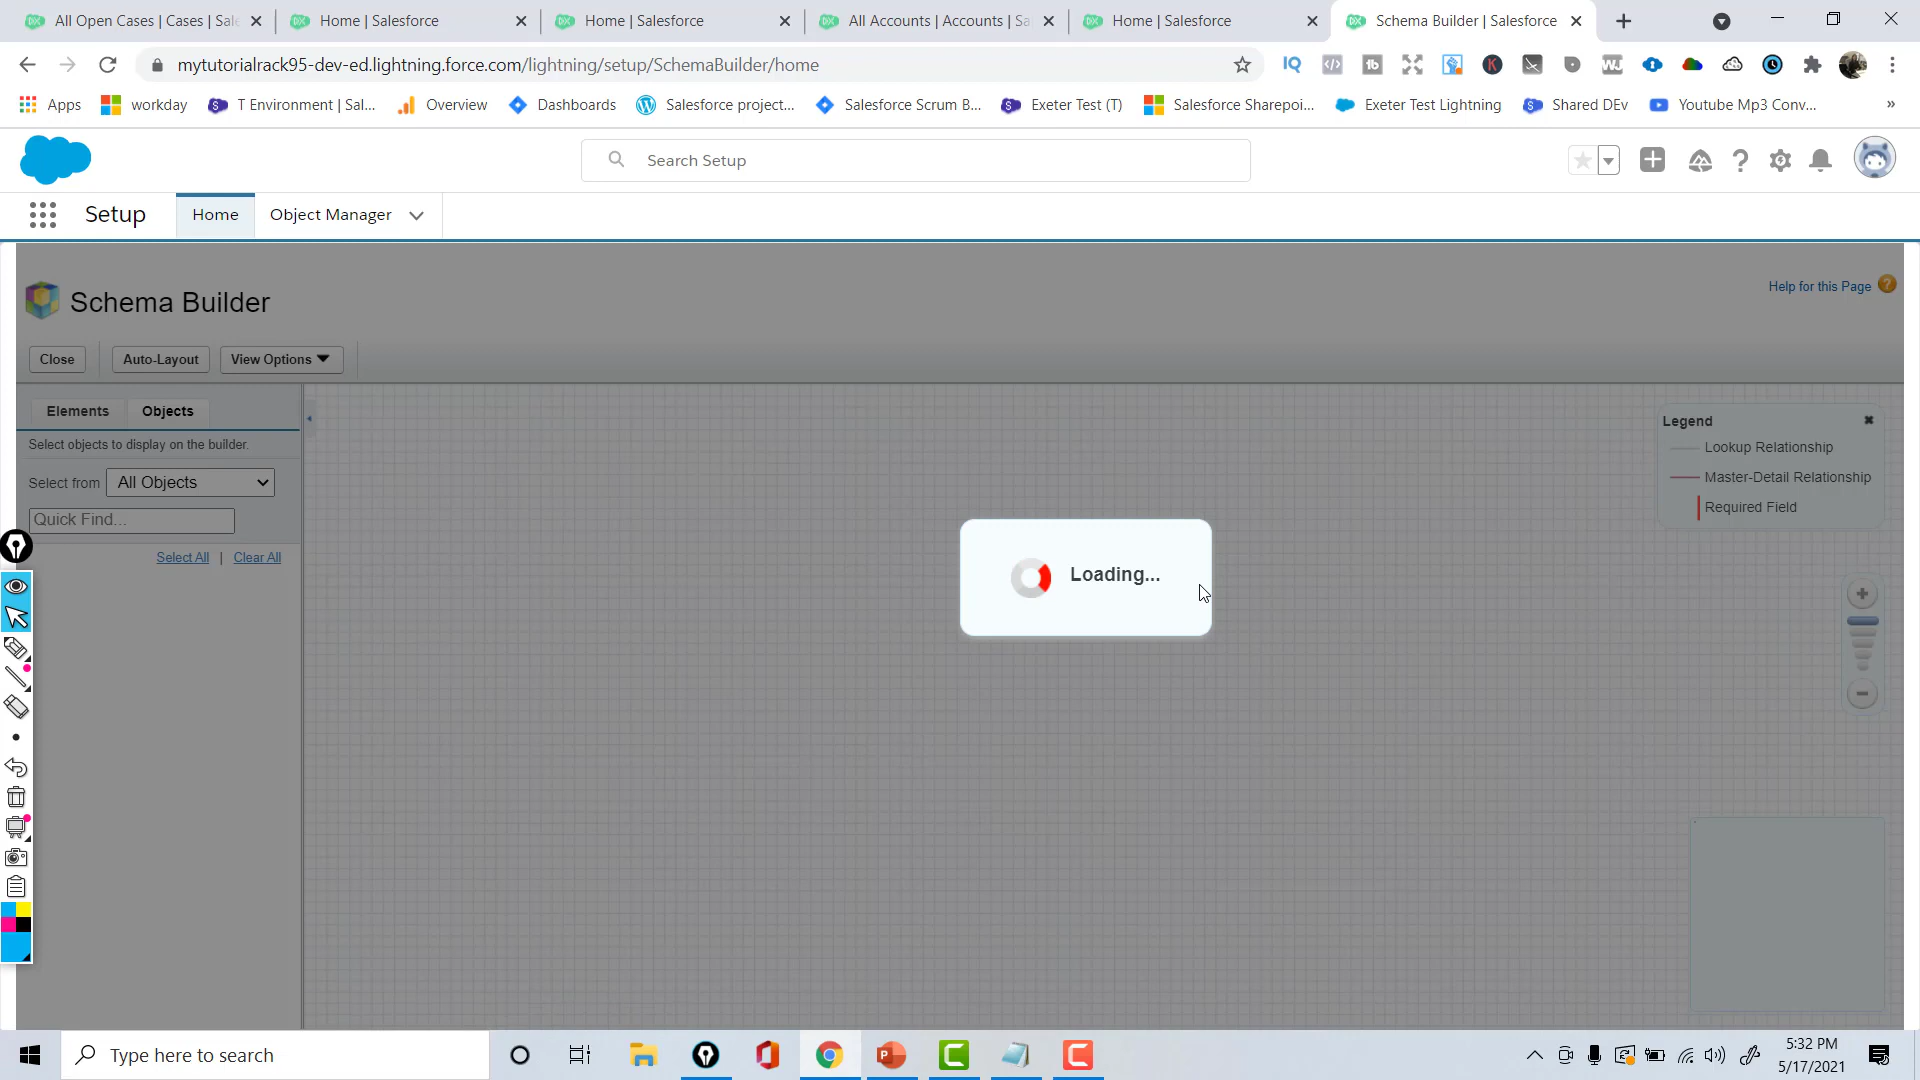 All Open Cases | Cases | Sale
Home | Salesforce
Home | Salesforce
All Accounts | Accounts | Sa
Home | Salesforce
Schema Builder | Salesforce
mytutorialrack95-dev-ed.lightning.force.com/lightning/setup/SchemaBuilder/home
Apps
workday
T Environment | Sal...
Overview
Dashboards
Salesforce project...
Salesforce Scrum B...
Exeter Test (T)
Salesforce Sharepoi...
Exeter Test Lightning
Shared DEv
Youtube Mp3 Conv...
Search Setup
Setup
Home
Object Manager
Schema Builder
Help for this Page
Close
Auto-Layout
View Options
Elements
Objects
Select objects to display on the builder.
Select from All Objects
Quick Find...
Select All | Clear All
Legend
Lookup Relationship
Master-Detail Relationship
Required Field
Loading...
Type here to search
5:32 PM
5/17/2021